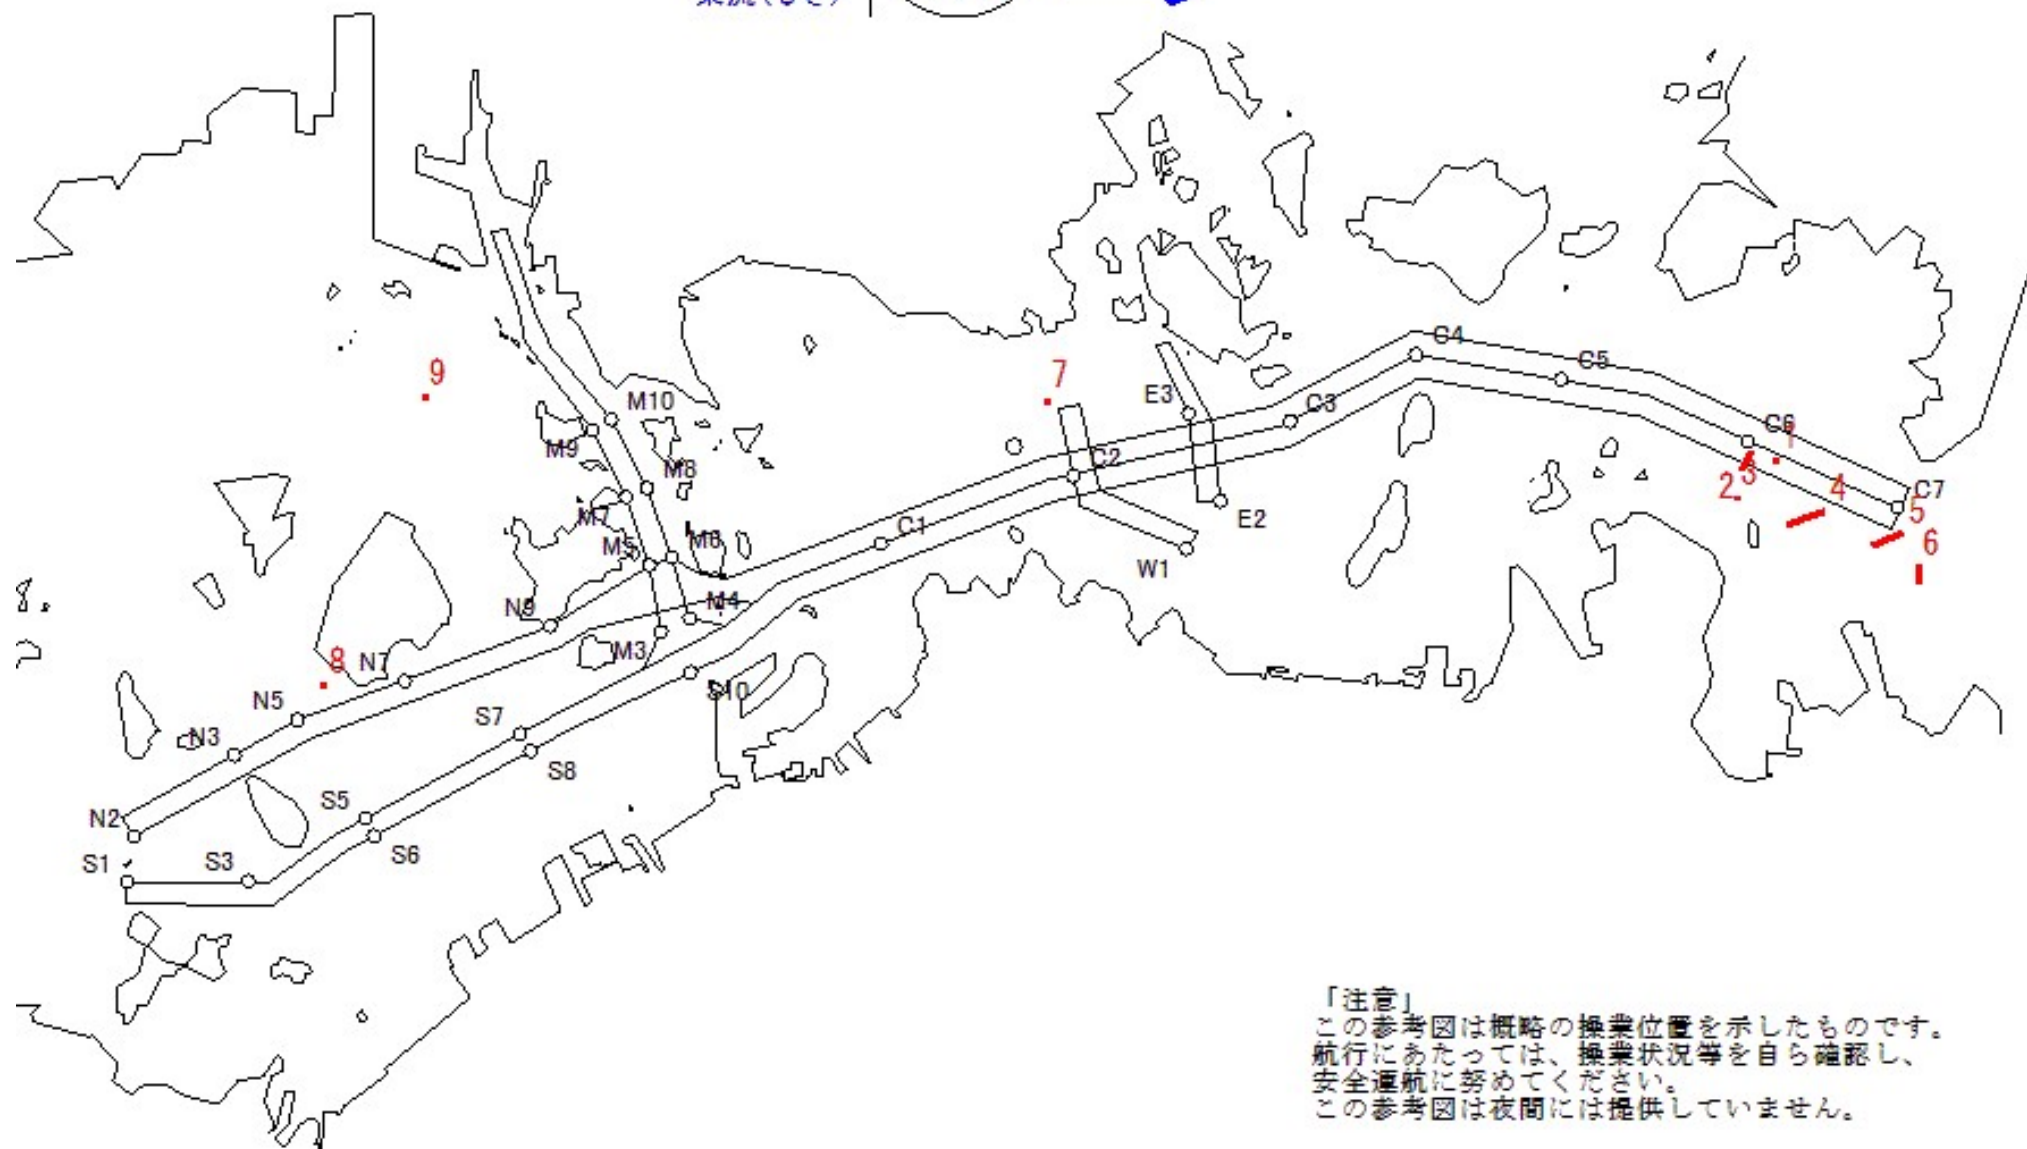 9
7
C4
C5
M10
E3
C3
C6
1
M9
C2
M8
2
3
4
C7
5
M7
C1
E2
6
M5
M6
W1
N9
M4
8
N7
M3
S10
N5
S7
N3
S8
S5
N2
S6
S1
S3
「注意」
この参考図は概略の操業位置を示したものです。
航行にあたっては、操業状況等を自ら確認し、
安全運航に努めてください。
この参考図は夜間には提供していません。